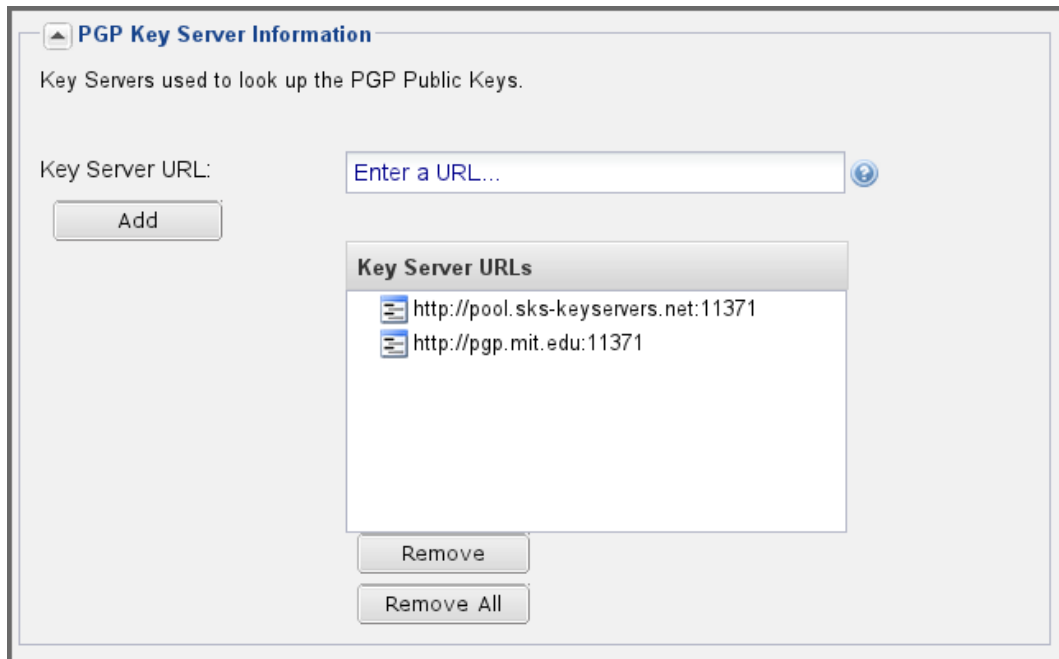 PGP Key Server Information
Key Servers used to look up the PGP Public Keys.
Key Server URL:
Enter a URL...
Add
Key Server URLs
http://pool.sks-keyservers.net:11371
http://pgp.mit.edu:11371
Remove
Remove All